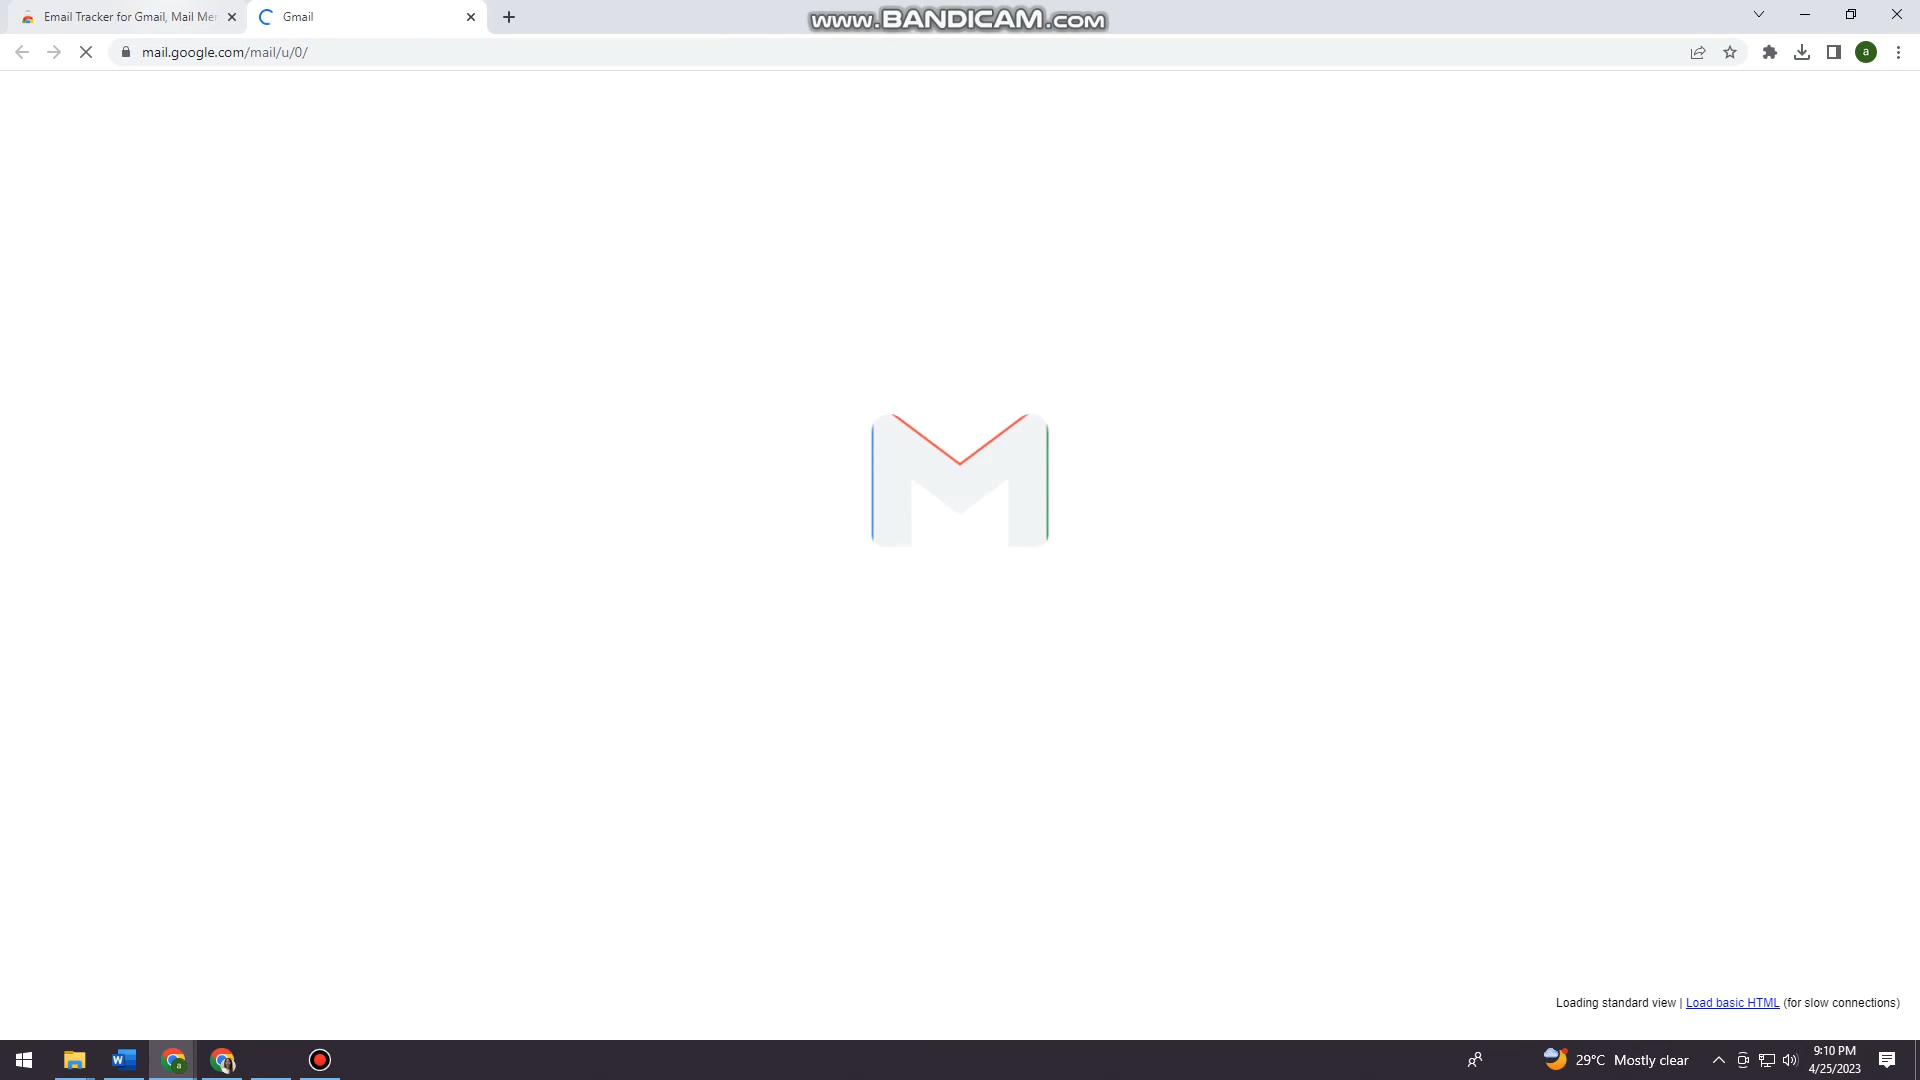 Email Tracker for Gmail, Mail Mer
Gmail
www.BANDICAM.com
mail.google.com/mail/u/0/
a
Loading standard view | Load basic HTML (for slow connections)
W
a
29°C Mostly clear
9:10 PM
4/25/2023